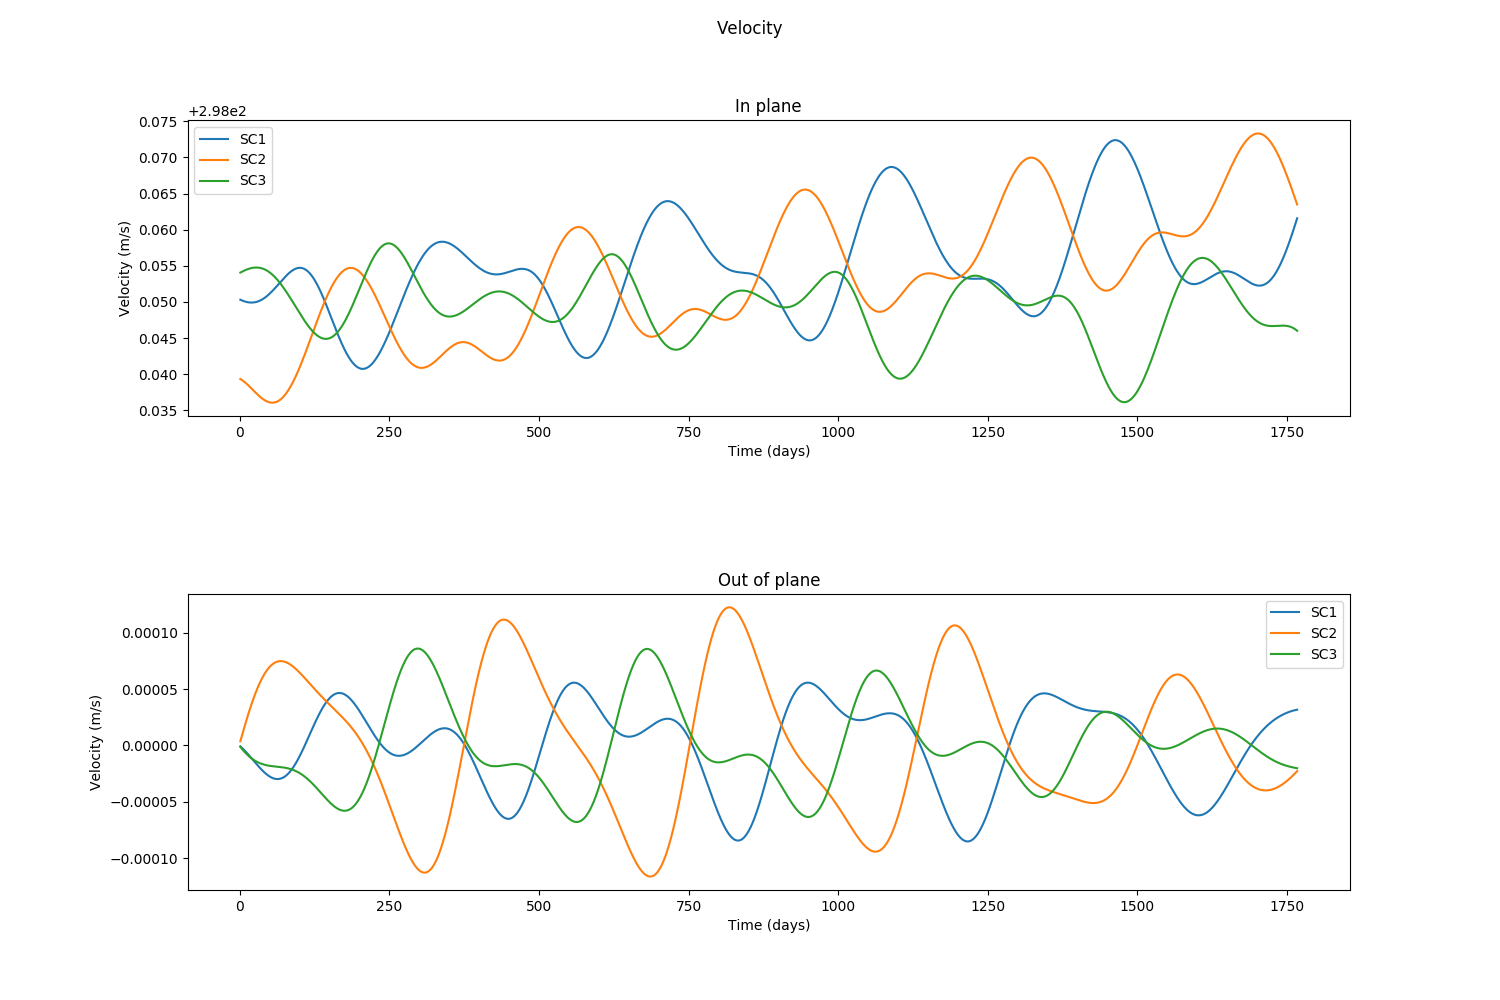 Velocity
In plane
+2.98e2
0.075
0.070
0.065
0.060
0.055
0.050
0.045
0.040
0.035
Velocity (m/s)
SC1
SC2
SC3
0 250 500 750 1000 1250 1500 1750
Time (days)
Out of plane
0.00010
0.00005
0.00000
−0.00005
−0.00010
Velocity (m/s)
SC1
SC2
SC3
0 250 500 750 1000 1250 1500 1750
Time (days)